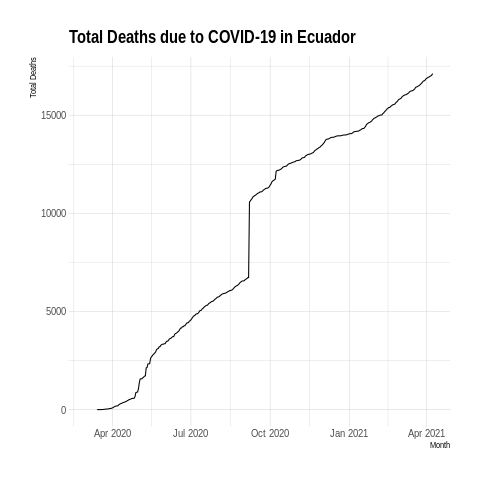 Total Deaths due to COVID-19 in Ecuador
Total Deaths
15000
10000
5000
0
Apr 2020 Jul 2020 Oct 2020 Jan 2021 Apr 2021
Month